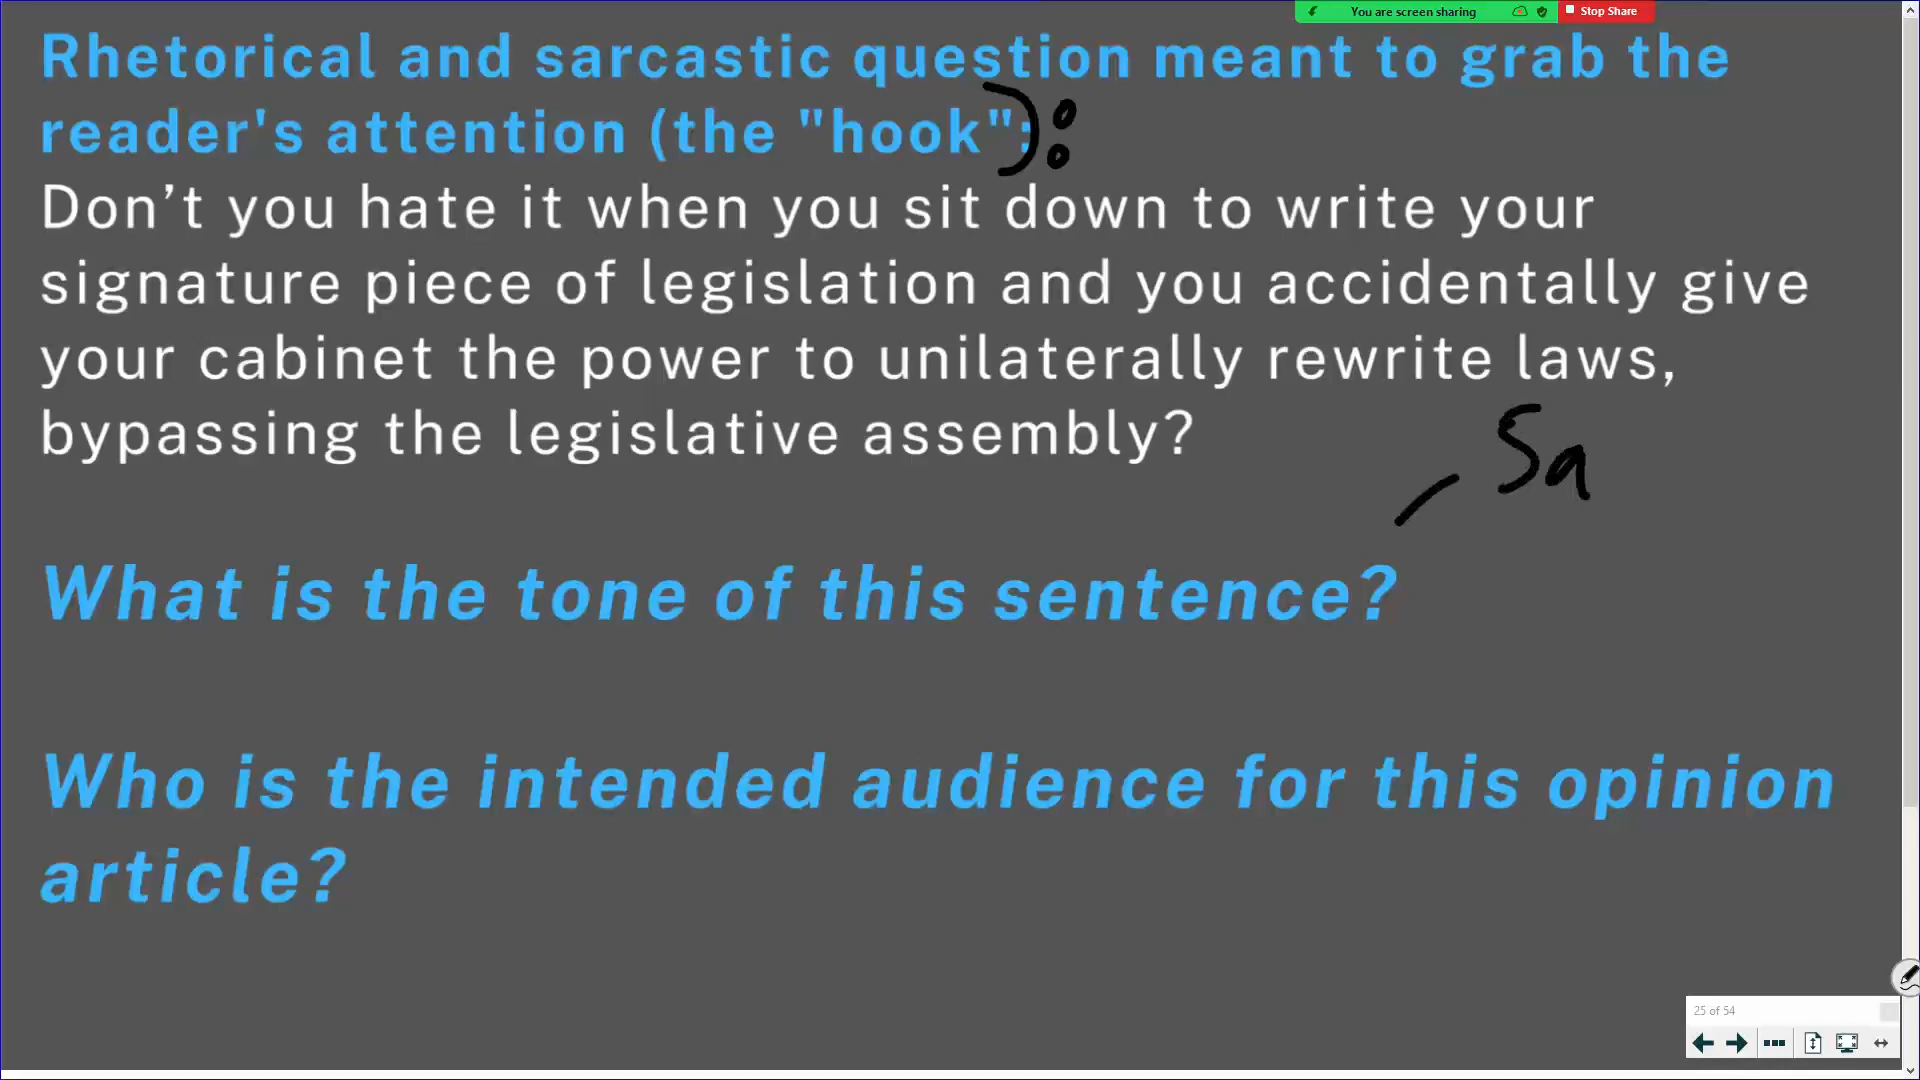 You are screen sharing
Stop Share
Rhetorical and sarcastic question meant to grab the
reader's attention (the "hook"):
Don’t you hate it when you sit down to write your
signature piece of legislation and you accidentally give
your cabinet the power to unilaterally rewrite laws,
bypassing the legislative assembly?
Sa
What is the tone of this sentence?
Who is the intended audience for this opinion
article?
25 of 54